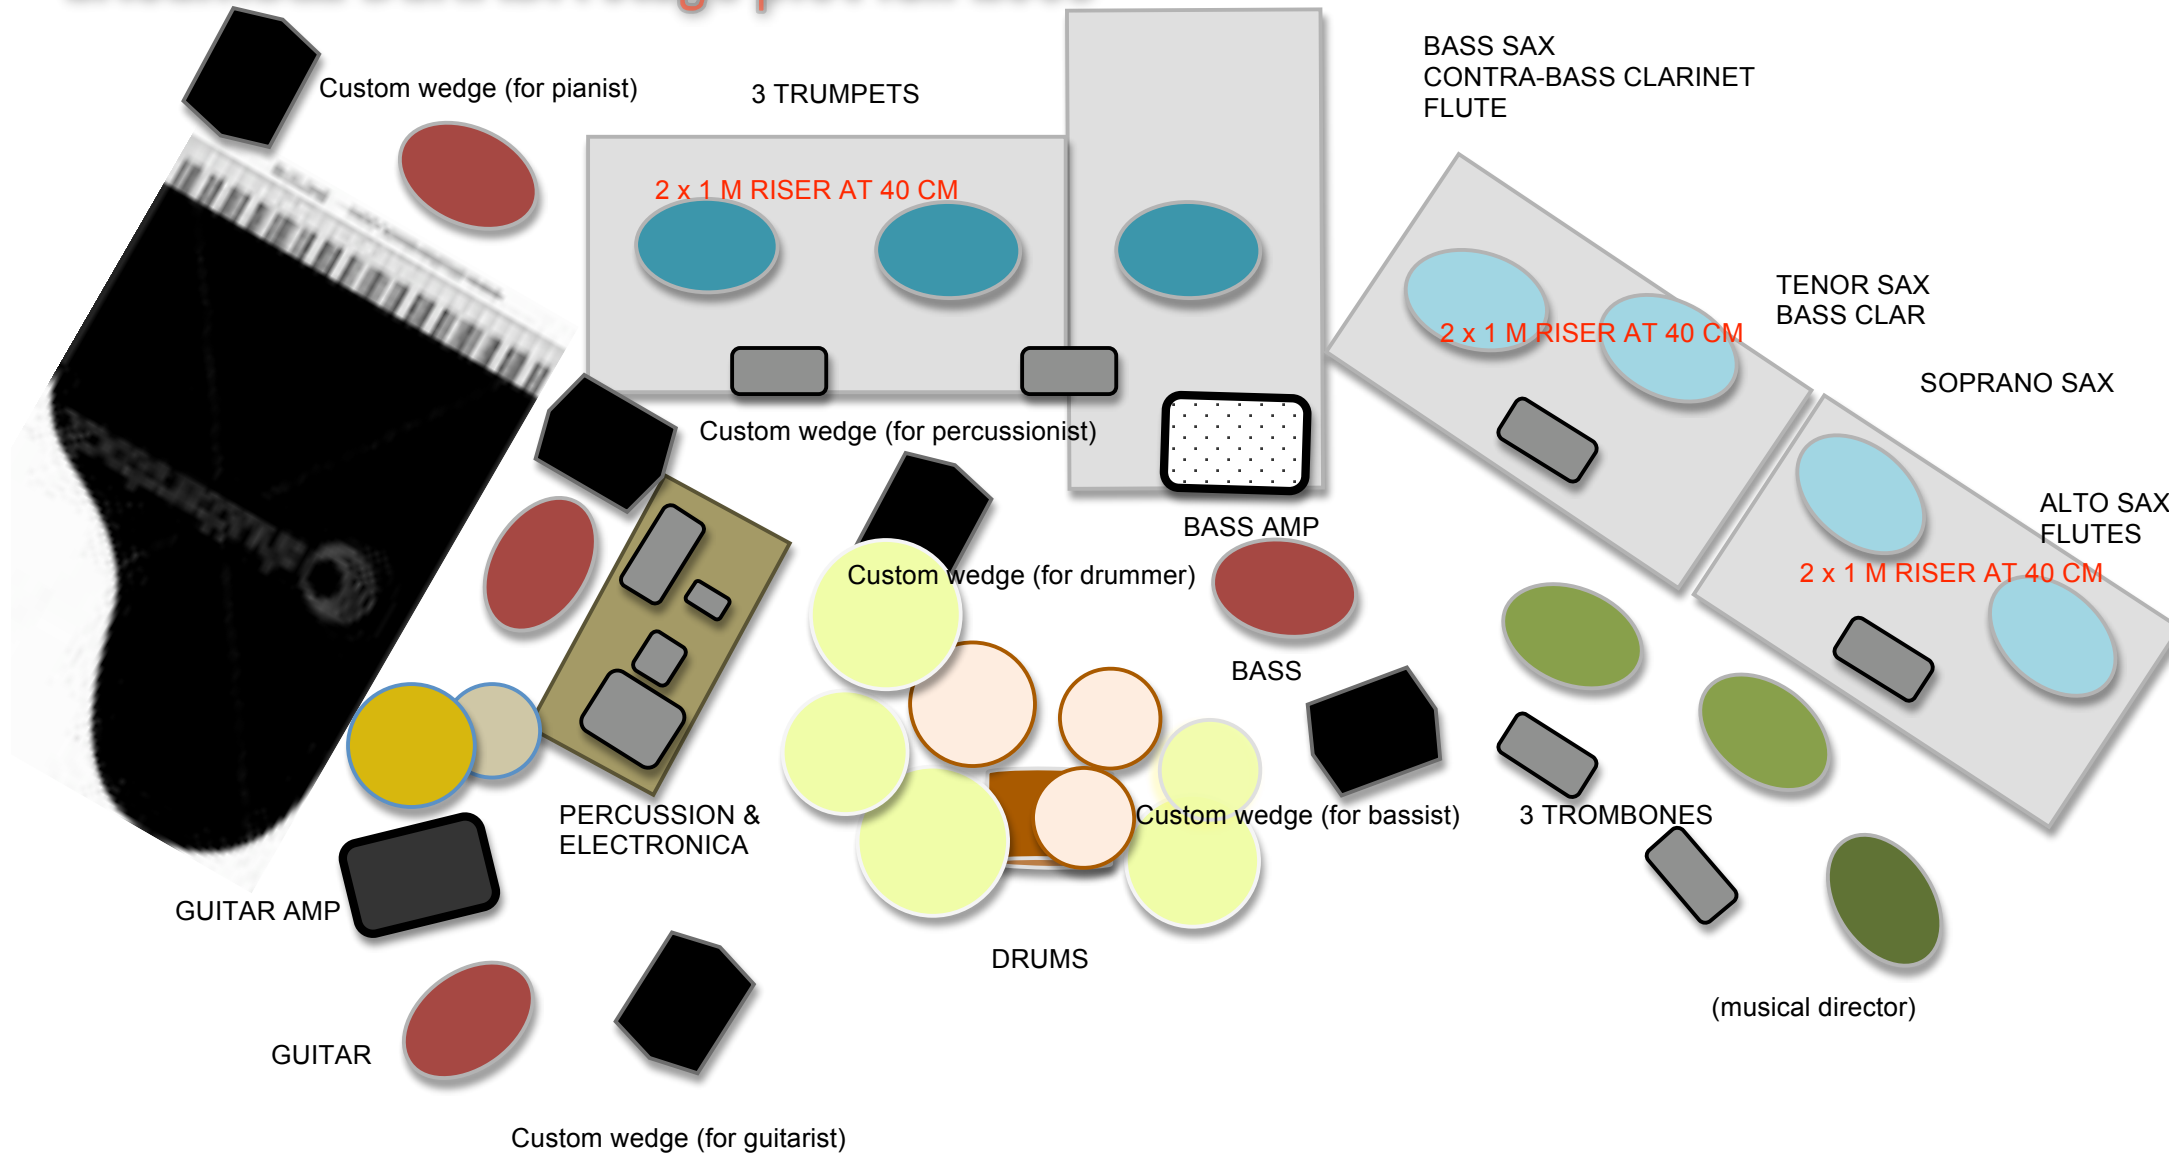 Custom wedge (for pianist)
3 TRUMPETS
BASS SAX
CONTRA-BASS CLARINET
FLUTE
2 x 1 M RISER AT 40 CM
TENOR SAX
BASS CLAR
2 x 1 M RISER AT 40 CM
SOPRANO SAX
Custom wedge (for percussionist)
ALTO SAX
FLUTES
BASS AMP
Custom wedge (for drummer)
2 x 1 M RISER AT 40 CM
BASS
PERCUSSION &
ELECTRONICA
Custom wedge (for bassist)
3 TROMBONES
GUITAR AMP
DRUMS
(musical director)
GUITAR
Custom wedge (for guitarist)